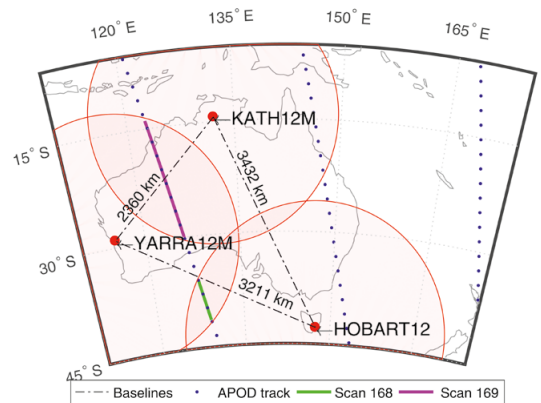 120° E
135° E
150° E
165° E
15° S
30° S
45° S
KATH12M
2360 km
3432 km
YARRA12M
3211 km
HOBART12
Baselines
APOD track
Scan 168
Scan 169